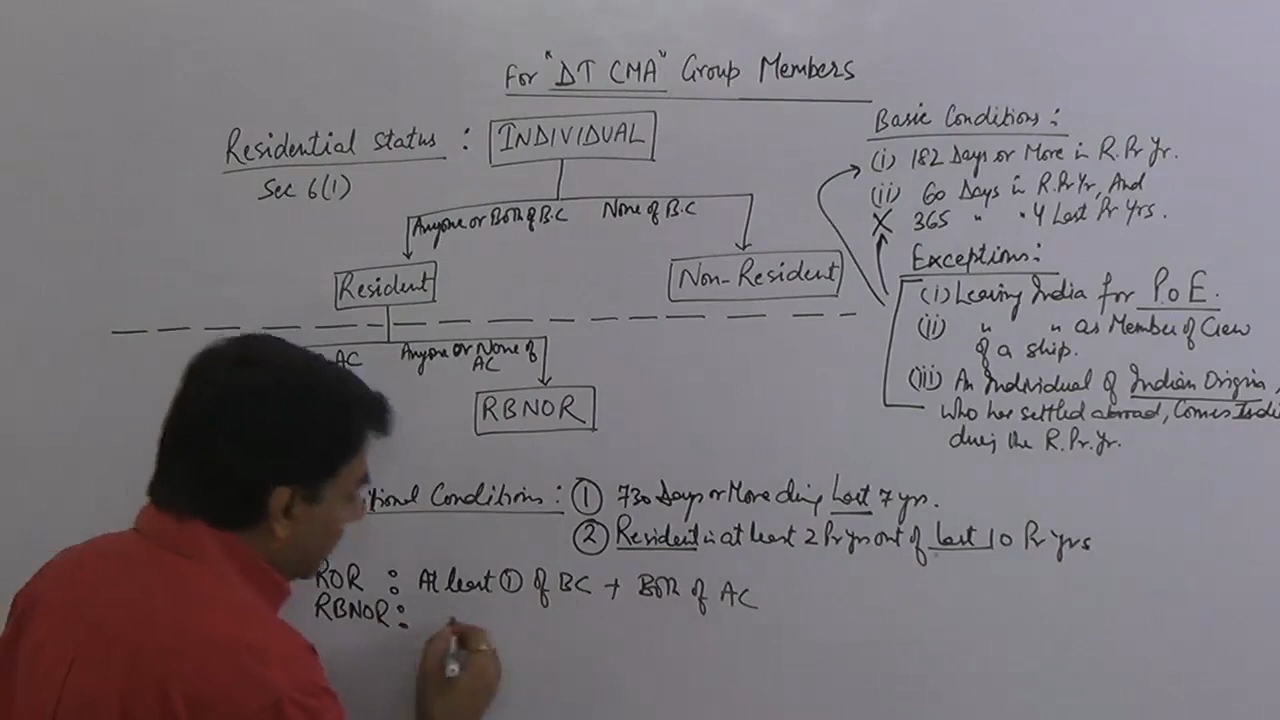 For "DT CMA" Group Members
Residential Status : INDIVIDUAL
Sec 6(1)
Anyone or Both of B.C
None of B.C
Resident
Non-Resident
AC
Anyone or None of
AC
RBNOR
Basic Conditions :
(i) 182 Days or More in R.Pr Yr.
(ii) 60 Days in R.Pr Yr, And
X 365 " " 4 Last Pr Yrs.
Exceptions :
(i) Leaving India for P.o E.
(ii) " " as Member of Crew
of a ship.
(iii) An Individual of Indian Origin,
who has settled abroad, Comes Indi
during the R.Pr.Yr.
tional Conditions : ① 730 Days or More during Last 7 yrs.
② Resident in at least 2 Pr Yrs out of last 10 Pr Yrs
ROR : At least ① of BC + Both of AC
RBNOR :